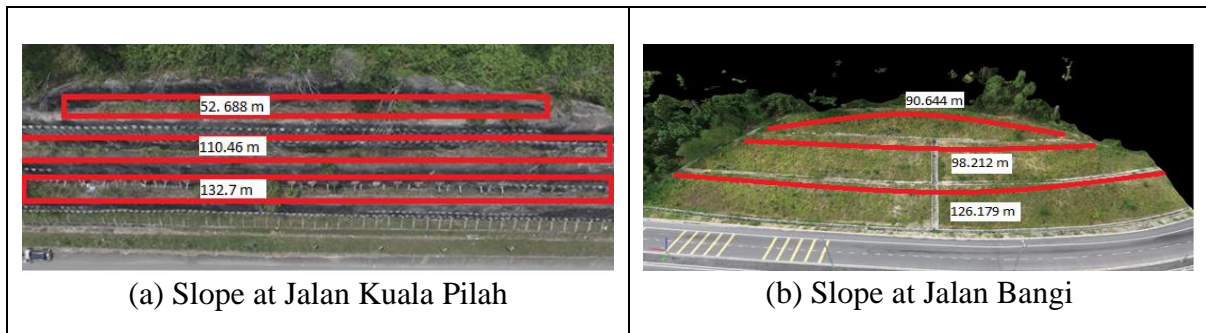 52. 688 m
110.46 m
132.7 m
(a) Slope at Jalan Kuala Pilah
90.644 m
98.212 m
126.179 m
(b) Slope at Jalan Bangi